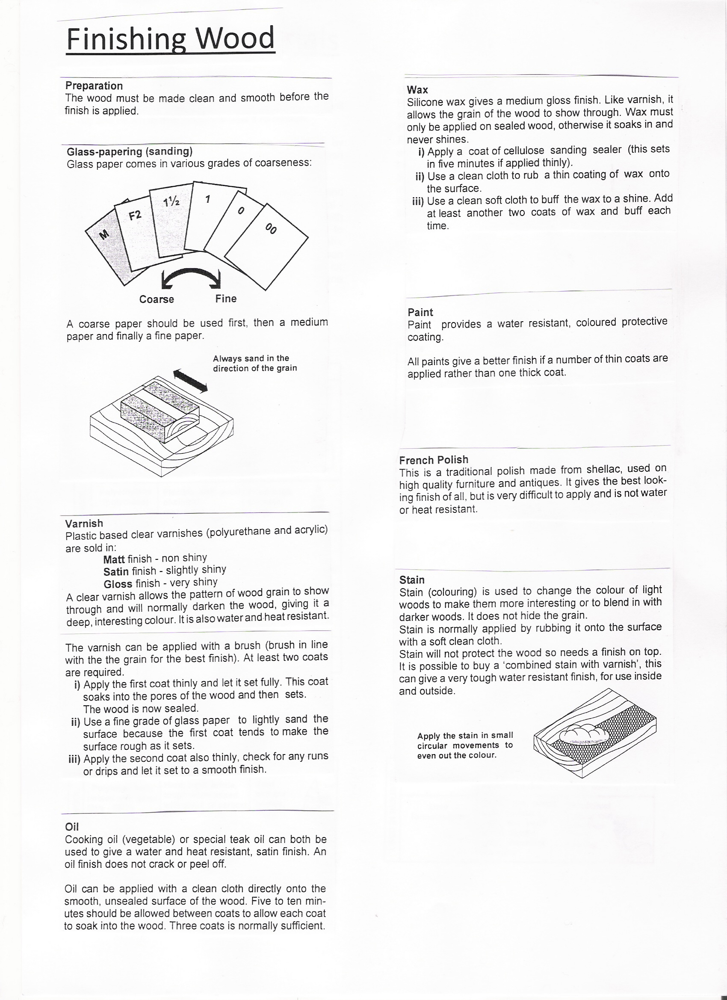 Finishing Wood
Preparation
The wood must be made clean and smooth before the
finish is applied.
Glass-papering (sanding)
Glass paper comes in various grades of coarseness:
M
F2
1½
1
0
00
Coarse
Fine
A coarse paper should be used first, then a medium
paper and finally a fine paper.
Always sand in the
direction of the grain
Varnish
Plastic based clear varnishes (polyurethane and acrylic)
are sold in:
Matt finish - non shiny
Satin finish - slightly shiny
Gloss finish - very shiny
A clear varnish allows the pattern of wood grain to show
through and will normally darken the wood, giving it a
deep, interesting colour. It is also water and heat resistant.
The varnish can be applied with a brush (brush in line
with the the grain for the best finish). At least two coats
are required.
i) Apply the first coat thinly and let it set fully. This coat
soaks into the pores of the wood and then sets.
The wood is now sealed.
ii) Use a fine grade of glass paper to lightly sand the
surface because the first coat tends to make the
surface rough as it sets.
iii) Apply the second coat also thinly, check for any runs
or drips and let it set to a smooth finish.
Oil
Cooking oil (vegetable) or special teak oil can both be
used to give a water and heat resistant, satin finish. An
oil finish does not crack or peel off.
Oil can be applied with a clean cloth directly onto the
smooth, unsealed surface of the wood. Five to ten min-
utes should be allowed between coats to allow each coat
to soak into the wood. Three coats is normally sufficient.
Wax
Silicone wax gives a medium gloss finish. Like varnish, it
allows the grain of the wood to show through. Wax must
only be applied on sealed wood, otherwise it soaks in and
never shines.
i) Apply a coat of cellulose sanding sealer (this sets
in five minutes if applied thinly).
ii) Use a clean cloth to rub a thin coating of wax onto
the surface.
iii) Use a clean soft cloth to buff the wax to a shine. Add
at least another two coats of wax and buff each
time.
Paint
Paint provides a water resistant, coloured protective
coating.
All paints give a better finish if a number of thin coats are
applied rather than one thick coat.
French Polish
This is a traditional polish made from shellac, used on
high quality furniture and antiques. It gives the best look-
ing finish of all, but is very difficult to apply and is not water
or heat resistant.
Stain
Stain (colouring) is used to change the colour of light
woods to make them more interesting or to blend in with
darker woods. It does not hide the grain.
Stain is normally applied by rubbing it onto the surface
with a soft clean cloth.
Stain will not protect the wood so needs a finish on top.
It is possible to buy a ‘combined stain with varnish’, this
can give a very tough water resistant finish, for use inside
and outside.
Apply the stain in small
circular movements to
even out the colour.